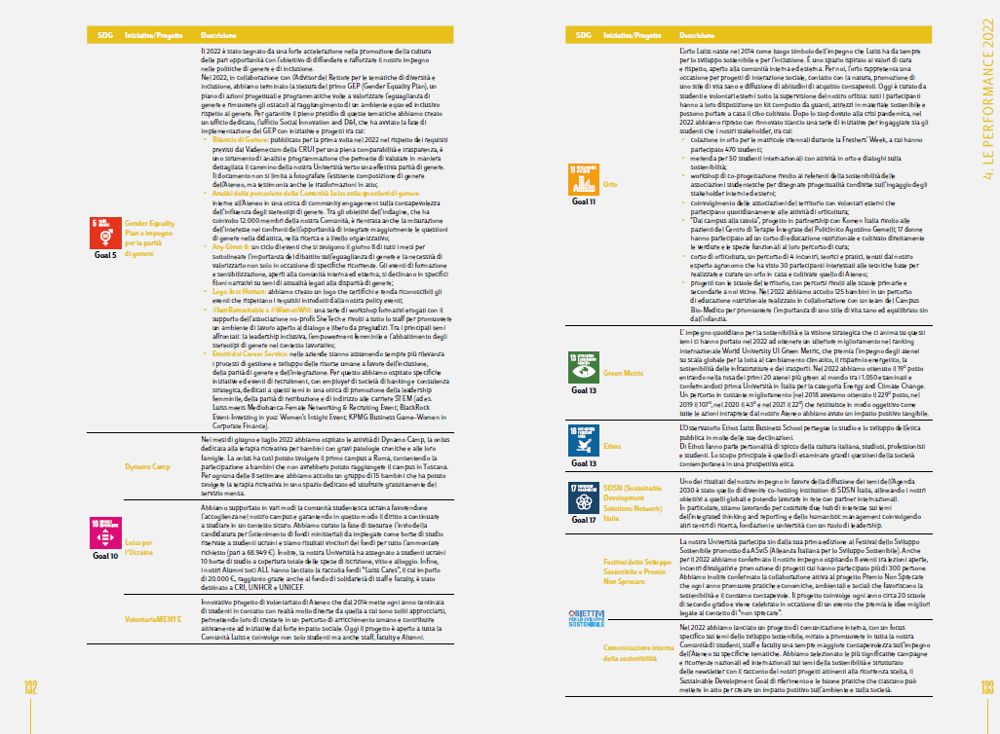 SDG Iniziativa/Progetto Descrizione
Goal 5
Gender Equality
Plan e impegno
per la parità
di genere
Il 2022 è stato segnato da una forte accelerazione nella promozione della cultura
delle pari opportunità con l'obiettivo di diffondere e rafforzare il nostro impegno
nelle politiche di genere e di inclusione.
Nel 2022, in collaborazione con l'Advisor del Rettore per le tematiche di diversità e
inclusione, abbiamo terminato la stesura del primo GEP (Gender Equality Plan), un
piano di azioni progettuali e programmatiche volte a valorizzare l'eguaglianza di
genere e rimuovere gli ostacoli al raggiungimento di un ambiente equo ed inclusivo
rispetto al genere. Per garantire il pieno presidio di queste tematiche abbiamo creato
un ufficio dedicato, l'ufficio Social Innovation and D&I, che ha avviato la fase di
implementazione del GEP con iniziative e progetti tra cui:
• Bilancio di Genere: pubblicato per la prima volta nel 2022 nel rispetto dei requisiti
previsti dal Vademecum della CRUI per una piena comparabilità e trasparenza, è
uno strumento di analisi e programmazione che permette di valutare in maniera
dettagliata il cammino della nostra Università verso una effettiva parità di genere.
Il documento non si limita a fotografare l'esistente composizione di genere
dell'Ateneo, ma testimonia anche le trasformazioni in atto;
• Analisi della percezione della Comunità Luiss sulle questioni di genere
interne all'Ateneo in una ottica di community engagement sulla consapevolezza
dell'influenza degli stereotipi di genere. Tra gli obiettivi dell'indagine, che ha
coinvolto 12.000 membri della nostra Comunità, è rientrata anche la misurazione
dell'interesse nei confronti dell'opportunità di integrare maggiormente le questioni
di genere nella didattica, nella ricerca e a livello organizzativo;
• Any Given 8: un ciclo di eventi che si svolgono il giorno 8 di tutti i mesi per
sottolineare l'importanza del dibattito sull'eguaglianza di genere e la necessità di
valorizzarlo non solo in occasione di specifiche ricorrenze. Gli eventi di formazione
e sensibilizzazione, aperti alla comunità interna ed esterna, si declinano in specifici
filoni narrativi su temi di attualità legati alla disparità di genere;
• Logo Just Human: abbiamo creato un logo che certifichi e renda riconoscibili gli
eventi che rispettano i requisiti introdotti dalla nostra policy eventi;
• #IamRemarkable e #WomenWill: una serie di workshop formativi erogati con il
supporto dell'associazione no-profit SheTech e rivolti a tutto lo staff per promuovere
un ambiente di lavoro aperto al dialogo e libero da pregiudizi. Tra i principali temi
affrontati: la leadership inclusiva, l'empowerment femminile e l'abbattimento degli
stereotipi di genere nel contesto lavorativo;
• Eventi del Career Service: nelle aziende stanno assumendo sempre più rilevanza
i processi di gestione e sviluppo delle risorse umane a favore dell'inclusione,
della parità di genere e dell'integrazione. Per questo abbiamo ospitato specifiche
iniziative ed eventi di recruitment, con employer di società di banking e consulenza
strategica, dedicati a questi temi in una ottica di promozione della leadership
femminile, della parità di retribuzione e di indirizzo alle carriere STEM (ad es.
Luiss meets Mediobanca-Female Networking & Recruiting Event; BlackRock
Event-Investing in you: Women's Insight Event; KPMG Business Game-Women in
Corporate Finance).
Goal 10
Dynamo Camp
Nei mesi di giugno e luglio 2022 abbiamo ospitato le attività di Dynamo Camp, la onlus
dedicata alla terapia ricreativa per bambini con gravi patologie croniche e alle loro
famiglie. La onlus ha così potuto svolgere il primo campus a Roma, consentendo la
partecipazione a bambini che non avrebbero potuto raggiungere il campus in Toscana.
Per ognuna delle 8 settimane abbiamo accolto un gruppo di 15 bambini che ha potuto
svolgere la terapia ricreativa in uno spazio dedicato ed usufruire gratuitamente del
servizio mensa.
Luiss per
l'Ucraina
Abbiamo supportato in vari modi la comunità studentesca ucraina favorendone
l'accoglienza nel nostro campus e garantendo in questo modo il diritto a continuare
a studiare in un contesto sicuro. Abbiamo curato la fase di stesura e l'invio della
candidatura per l'ottenimento di fondi ministeriali da impiegare come borse di studio
riservate a studenti ucraini e siamo risultati vincitori dei fondi per tutto l'ammontare
richiesto (pari a 68.949 €). Inoltre, la nostra Università ha assegnato a studenti ucraini
10 borse di studio a copertura totale delle spese di iscrizione, vitto e alloggio. Infine,
i nostri Alumni soci ALL hanno lanciato la raccolta fondi "Luiss Cares", il cui importo
di 20.000 €, raggiunto grazie anche al fondo di solidarietà di staff e faculty, è stato
destinato a CRI, UNHCR e UNICEF.
VolontariaMENTE
Innovativo progetto di volontariato di Ateneo che dal 2014 mette ogni anno centinaia
di studenti in contatto con realtà molto diverse da quella a cui sono soliti approcciarsi,
permettendo loro di crescere in un percorso di arricchimento umano e contribuire
attivamente ad iniziative dal forte impatto sociale. Oggi il progetto è aperto a tutta la
Comunità Luiss e coinvolge non solo studenti ma anche staff, faculty e Alumni.
132
SDG Iniziativa/Progetto Descrizione
Goal 11
Orto
L'orto Luiss nasce nel 2014 come luogo simbolo dell'impegno che Luiss ha da sempre
per lo sviluppo sostenibile e per l'inclusione. È uno spazio ispirato ai valori di cura
e rispetto, aperto alla comunità interna ed esterna. Per noi, l'orto rappresenta una
occasione per progetti di interazione sociale, contatto con la natura, promozione di
uno stile di vita sano e diffusione di abitudini di acquisto consapevoli. Oggi è curato da
studenti e volontari esterni sotto la supervisione del nostro ortista: tutti i partecipanti
hanno a loro disposizione un kit composto da guanti, attrezzi in materiale sostenibile e
possono portare a casa il cibo coltivato. Dopo lo stop dovuto alla crisi pandemica, nel
2022 abbiamo ripreso con rinnovato slancio una serie di iniziative per ingaggiare sia gli
studenti che i nostri stakeholder, tra cui:
• colazione in orto per le matricole triennali durante la Freshers' Week, a cui hanno
partecipato 470 studenti;
• merenda per 50 studenti internazionali con attività in orto e dialoghi sulla
sostenibilità;
• workshop di co-progettazione rivolto ai referenti della Sostenibilità delle
associazioni studentesche per disegnare progettualità condivise sull'ingaggio degli
stakeholder interni ed esterni;
• coinvolgimento delle associazioni del territorio con volontari esterni che
partecipano quotidianamente alle attività di orticoltura;
• "Dal campus alla tavola", progetto in partnership con Komen Italia rivolto alle
pazienti del Centro di Terapie Integrate del Policlinico Agostino Gemelli; 17 donne
hanno partecipato ad un corso di educazione nutrizionale e coltivato direttamente
le verdure e le spezie funzionali al loro percorso di cura;
• corso di orticoltura, un percorso di 4 incontri, teorici e pratici, tenuti dal nostro
esperto agronomo che ha visto 30 partecipanti interessati alle tecniche base per
realizzare e curare un orto in casa e coltivare quello di Ateneo;
• progetti con le scuole del territorio, con percorsi rivolti alle scuole primarie e
secondarie a noi vicine. Nel 2022 abbiamo accolto 125 bambini in un percorso
di educazione nutrizionale realizzato in collaborazione con un team del Campus
Bio-Medico per promuovere l'importanza di uno stile di vita sano ed equilibrato sin
dall'infanzia.
Goal 13
Green Metric
L' impegno quotidiano per la sostenibilità e la visione strategica che ci anima su questi
temi ci hanno portato nel 2022 ad ottenere un ulteriore miglioramento nel ranking
internazionale World University UI Green Metric, che premia l'impegno degli atenei
su scala globale per la lotta al cambiamento climatico, il risparmio energetico, la
sostenibilità delle infrastrutture e dei trasporti. Nel 2022 abbiamo ottenuto il 19° posto
entrando nella rosa dei primi 20 atenei più green al mondo tra i 1.050 esaminati e
confermandoci prima Università in Italia per la categoria Energy and Climate Change.
Un percorso in costante miglioramento (nel 2018 avevamo ottenuto il 229° posto, nel
2019 il 107°, nel 2020 il 43° e nel 2021 il 22°) che restituisce in modo oggettivo come
tutte le azioni intraprese dal nostro Ateneo abbiano avuto un impatto positivo tangibile.
Goal 13
Ethos
L'Osservatorio Ethos Luiss Business School persegue lo studio e lo sviluppo dell'etica
pubblica in molte delle sue declinazioni.
Di Ethos fanno parte personalità di spicco della cultura italiana, studiosi, professionisti
e studenti. Lo scopo principale è quello di esaminare grandi questioni della società
contemporanea in una prospettiva etica.
Goal 17
SDSN (Sustainable
Development
Solutions Network)
Italia
Uno dei risultati del nostro impegno in favore della diffusione dei temi dell'Agenda
2030 è stato quello di divenire co-hosting institution di SDSN Italia, allineando i nostri
obiettivi a quelli globali e potendo lavorare in rete con partner internazionali.
In particolare, stiamo lavorando per costruire due hub di interesse sui temi
dell'integrated thinking and reporting e dello humanistic management coinvolgendo
altri centri di ricerca, fondazioni e università con un ruolo di leadership.
OBIETTIVI
PER LO SVILUPPO
SOSTENIBILE
Festival dello Sviluppo
Sostenibile e Premio
Non Sprecare
La nostra Università partecipa sin dalla sua prima edizione al Festival dello Sviluppo
Sostenibile promosso da ASviS (Alleanza Italiana per lo Sviluppo Sostenibile). Anche
per il 2022 abbiamo confermato il nostro impegno ospitando 8 eventi tra lezioni aperte,
incontri divulgativi e promozione di progetti cui hanno partecipato più di 300 persone.
Abbiamo inoltre confermato la collaborazione attiva al progetto Premio Non Sprecare
che ogni anno promuove pratiche economiche, ambientali e sociali che favoriscono la
sostenibilità e il consumo consapevole. Il progetto coinvolge ogni anno circa 20 scuole
di secondo grado e viene celebrato in occasione di un evento che premia le idee migliori
legate al concetto di "non sprecare".
Comunicazione interna
della sostenibilità
Nel 2022 abbiamo lanciato un progetto di comunicazione interna, con un focus
specifico sui temi dello sviluppo sostenibile, mirato a promuovere in tutta la nostra
Comunità di studenti, staff e faculty una sempre maggiore consapevolezza sull'impegno
dell'Ateneo su specifiche tematiche. Abbiamo selezionato le più significative campagne
e ricorrenze nazionali ed internazionali sui temi della sostenibilità e strutturato
delle newsletter con il racconto dei nostri progetti attinenti alla ricorrenza scelta, il
Sustainable Development Goal di riferimento e le buone pratiche che ciascuno può
mettere in atto per creare un impatto positivo sull'ambiente e sulla società.
4. LE PERFORMANCE 2022
133